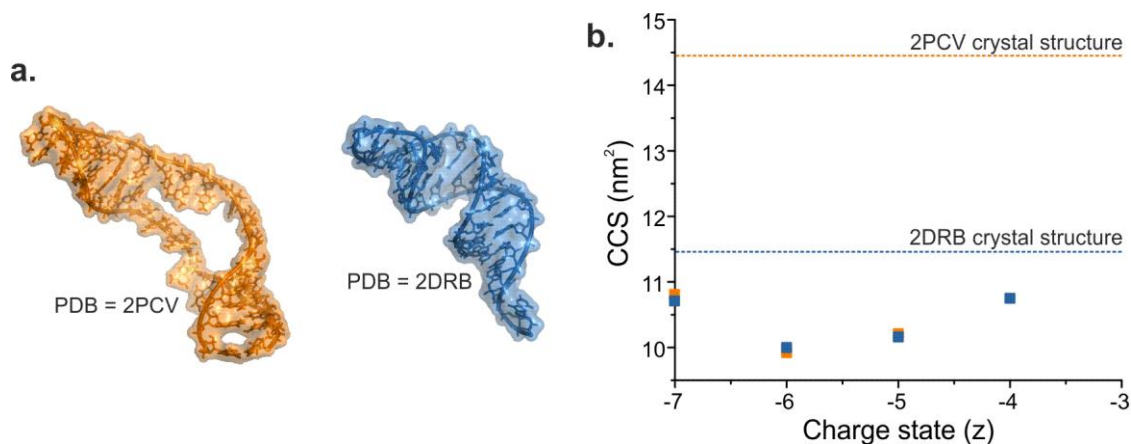 a.
PDB = 2PCV
PDB = 2DRB
b.
CCS (nm²)
15
14
13
12
11
10
2PCV crystal structure
2DRB crystal structure
-7
-6
-5
-4
-3
Charge state (z)